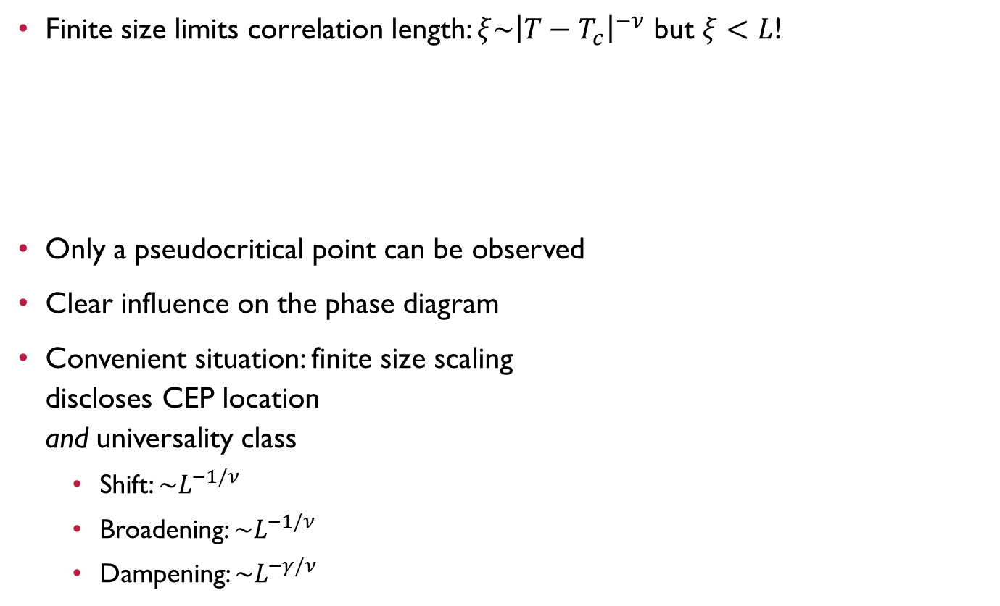 • Finite size limits correlation length: ξ~|T − T_c|^{−ν} but ξ < L!
• Only a pseudocritical point can be observed
• Clear influence on the phase diagram
• Convenient situation: finite size scaling
discloses CEP location
and universality class
• Shift: ~L^{−1/ν}
• Broadening: ~L^{−1/ν}
• Dampening: ~L^{−γ/ν}